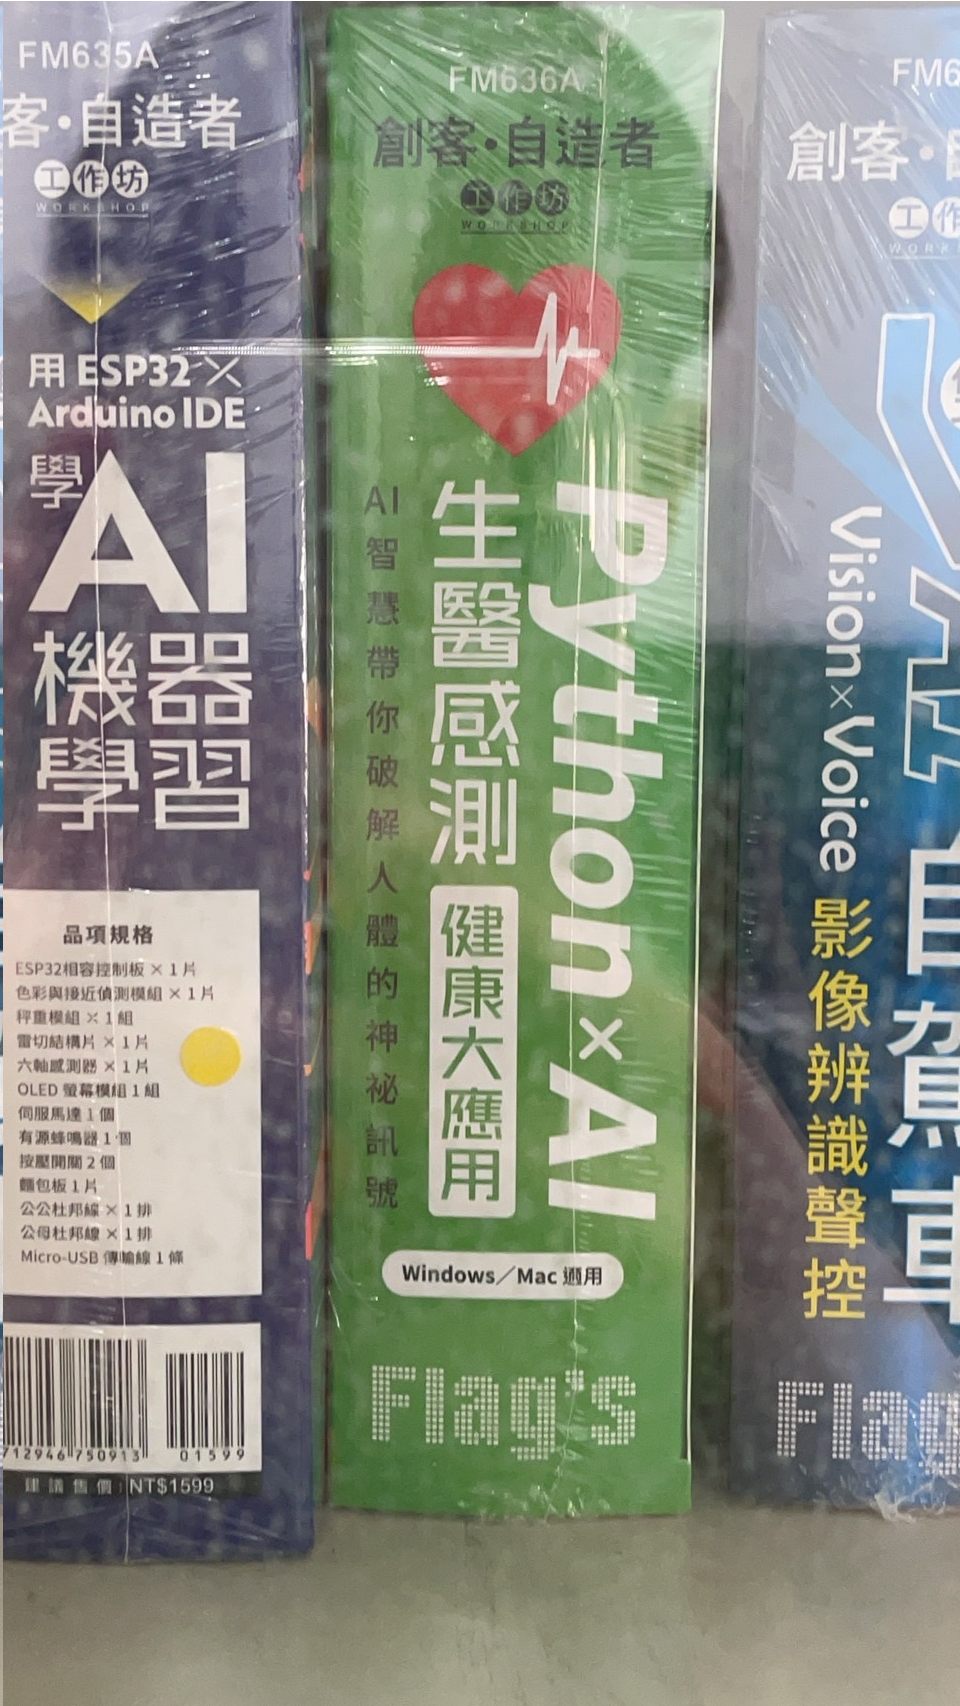 FM635A
客・自造者
工作坊
WORKSHOP
用 ESP32 ×
Arduino IDE
學 AI
機器
學習
品項規格
ESP32相容控制板 × 1 片
色彩與接近偵測模組 × 1 片
秤重模組 × 1 組
雷切結構片 × 1 片
六軸感測器 × 1 片
OLED 螢幕模組 1 組
伺服馬達 1 個
有源蜂鳴器 1 個
按壓開關 2 個
麵包板 1 片
公公杜邦線 × 1 排
公母杜邦線 × 1 排
Micro-USB 傳輸線 1 條
712946 750913
01599
建議售價 NT$1599
FM636A
創客・自造者
工作坊
WORKSHOP
Python × AI
生醫感測
健康大應用
AI 智慧帶你破解人體的神祕訊號
Windows／Mac 適用
Flag's
FM6
創客・
工作
WORKS
自駕車
Vision × Voice
影像辨識聲控
Flag